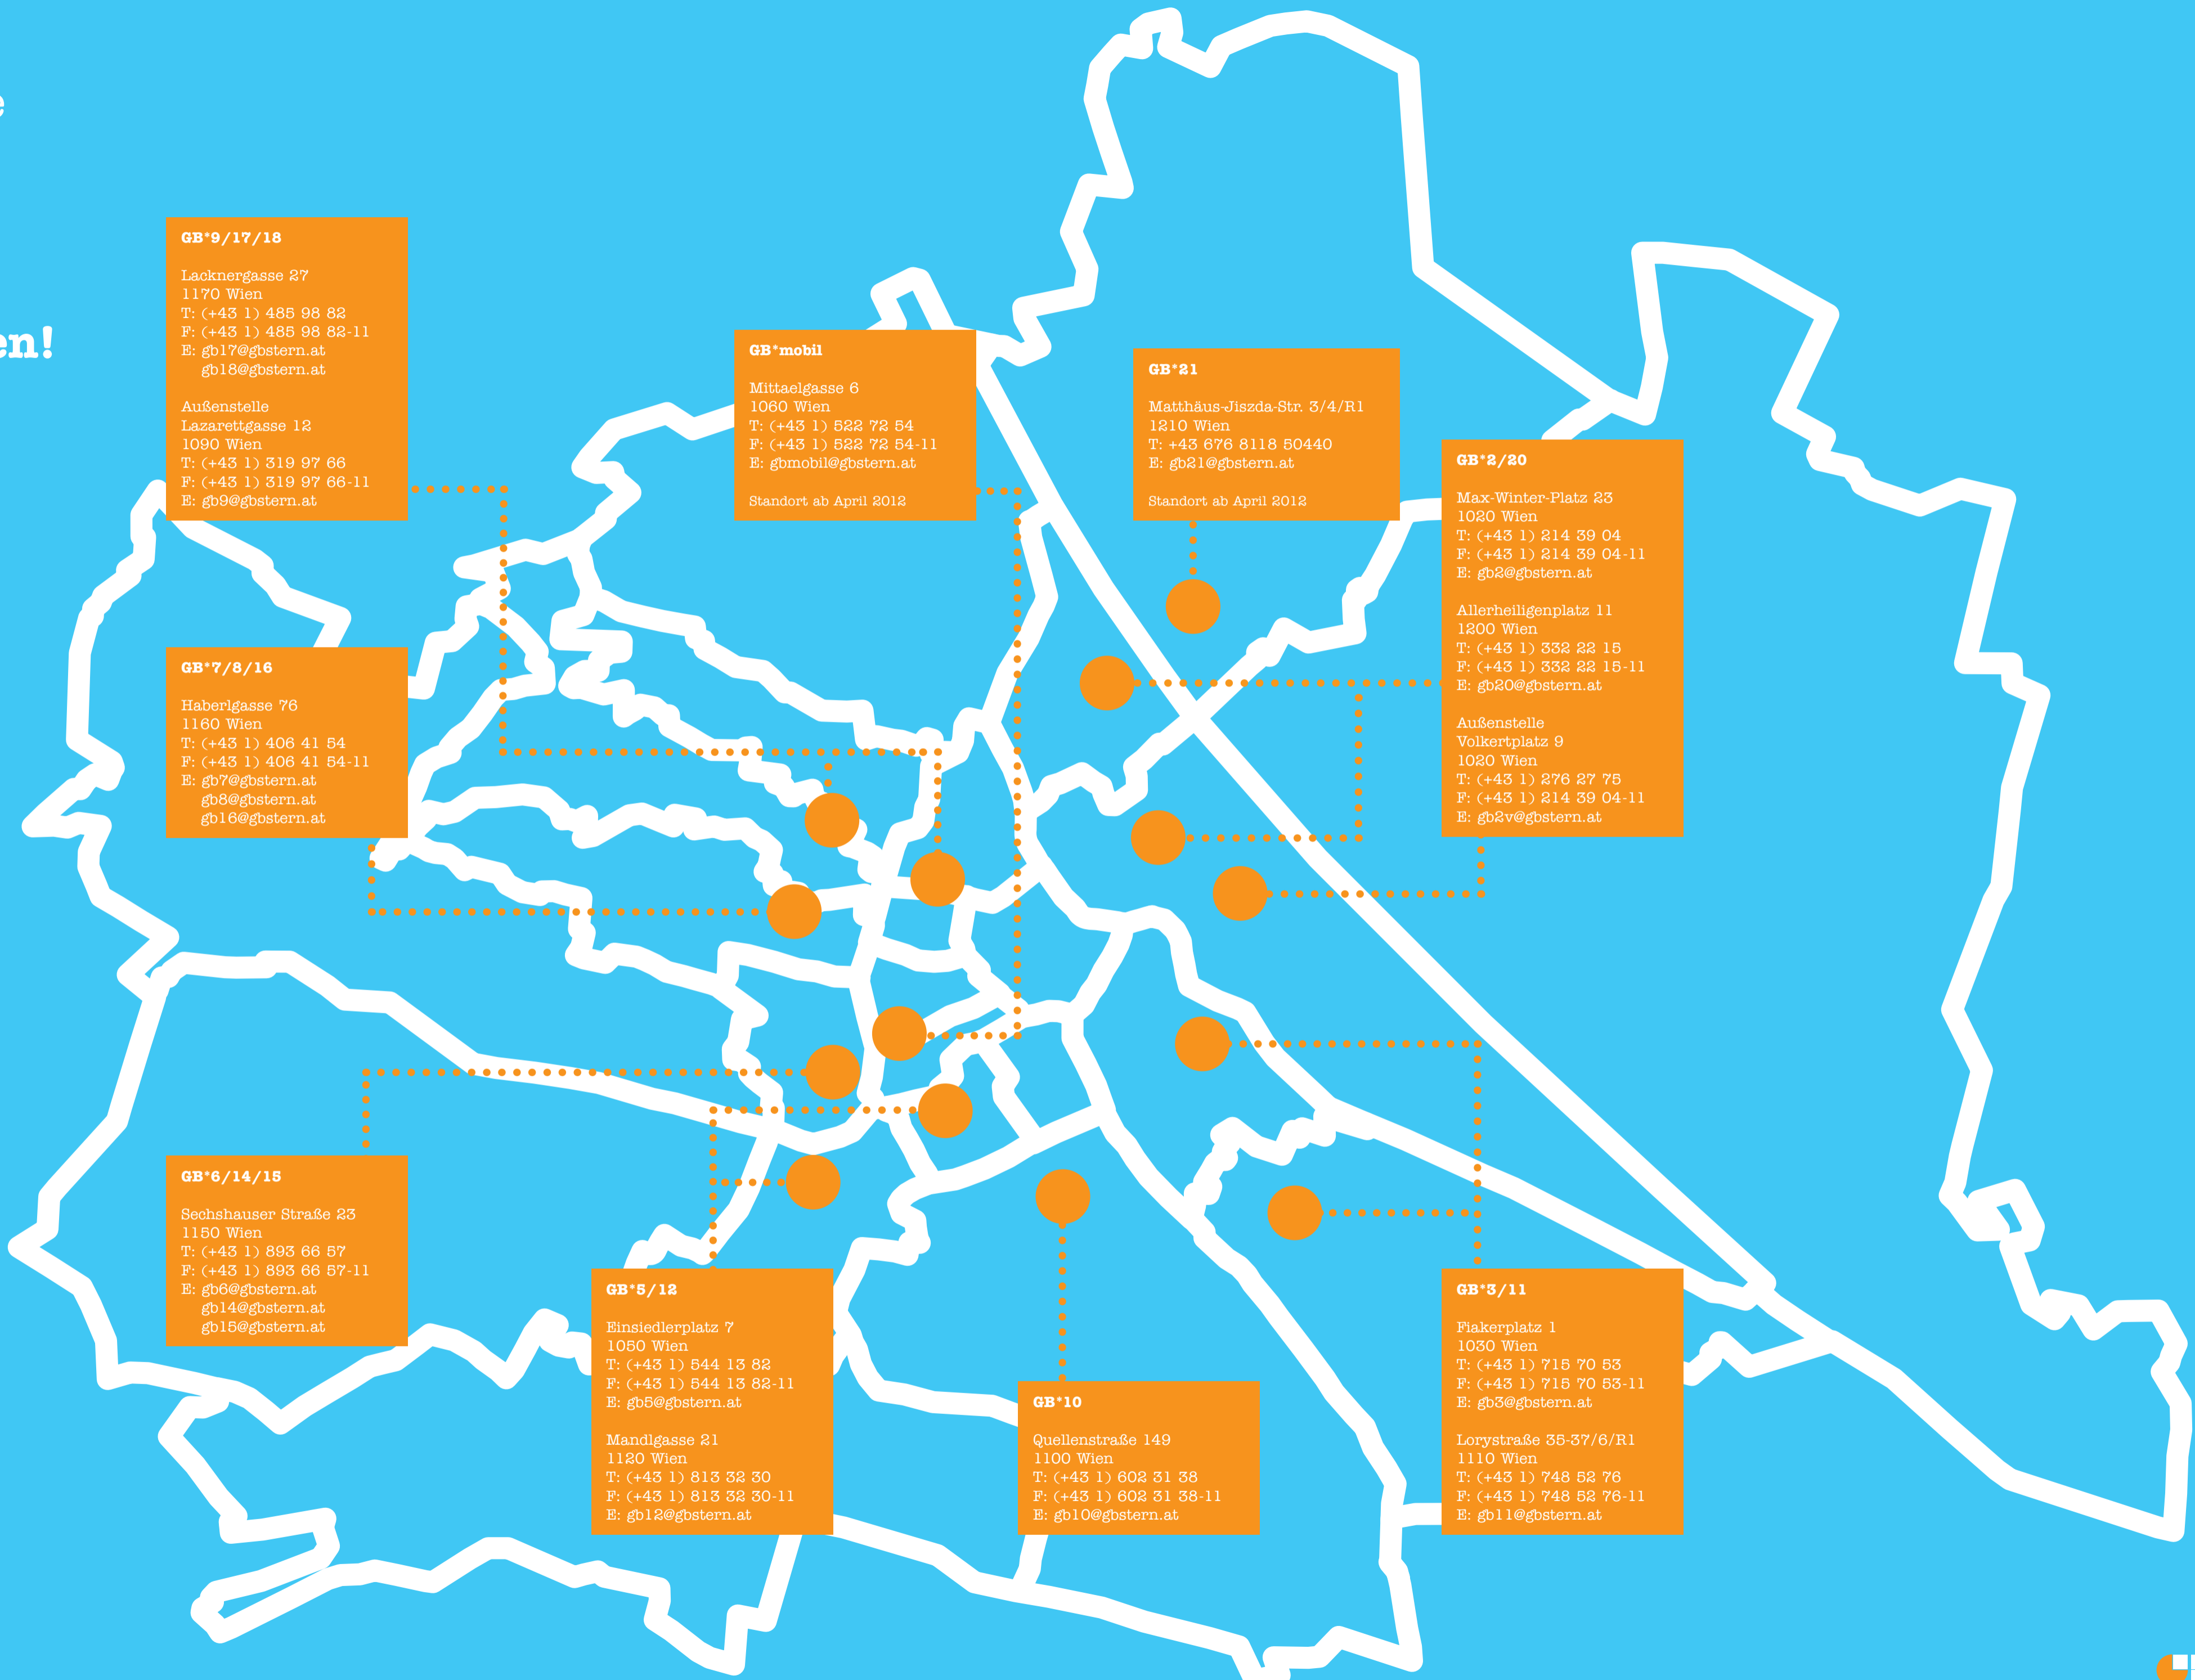 en!
GB*9/17/18
Lacknergasse 27
1170 Wien
T: (+43 1) 485 98 82
F: (+43 1) 485 98 82-11
E: gb17@gbstern.at
gb18@gbstern.at
Außenstelle
Lazarettgasse 12
1090 Wien
T: (+43 1) 319 97 66
F: (+43 1) 319 97 66-11
E: gb9@gbstern.at
GB*mobil
Mittaelgasse 6
1060 Wien
T: (+43 1) 522 72 54
F: (+43 1) 522 72 54-11
E: gbmobil@gbstern.at
Standort ab April 2012
GB*21
Matthäus-Jiszda-Str. 3/4/R1
1210 Wien
T: +43 676 8118 50440
E: gb21@gbstern.at
Standort ab April 2012
GB*2/20
Max-Winter-Platz 23
1020 Wien
T: (+43 1) 214 39 04
F: (+43 1) 214 39 04-11
E: gb2@gbstern.at
Allerheiligenplatz 11
1200 Wien
T: (+43 1) 332 22 15
F: (+43 1) 332 22 15-11
E: gb20@gbstern.at
Außenstelle
Volkertplatz 9
1020 Wien
T: (+43 1) 276 27 75
F: (+43 1) 214 39 04-11
E: gb2v@gbstern.at
GB*7/8/16
Haberlgasse 76
1160 Wien
T: (+43 1) 406 41 54
F: (+43 1) 406 41 54-11
E: gb7@gbstern.at
gb8@gbstern.at
gb16@gbstern.at
GB*6/14/15
Sechshauser Straße 23
1150 Wien
T: (+43 1) 893 66 57
F: (+43 1) 893 66 57-11
E: gb6@gbstern.at
gb14@gbstern.at
gb15@gbstern.at
GB*5/12
Einsiedlerplatz 7
1050 Wien
T: (+43 1) 544 13 82
F: (+43 1) 544 13 82-11
E: gb5@gbstern.at
Mandlgasse 21
1120 Wien
T: (+43 1) 813 32 30
F: (+43 1) 813 32 30-11
E: gb12@gbstern.at
GB*10
Quellenstraße 149
1100 Wien
T: (+43 1) 602 31 38
F: (+43 1) 602 31 38-11
E: gb10@gbstern.at
GB*3/11
Fiakerplatz 1
1030 Wien
T: (+43 1) 715 70 53
F: (+43 1) 715 70 53-11
E: gb3@gbstern.at
Lorystraße 35-37/6/R1
1110 Wien
T: (+43 1) 748 52 76
F: (+43 1) 748 52 76-11
E: gb11@gbstern.at